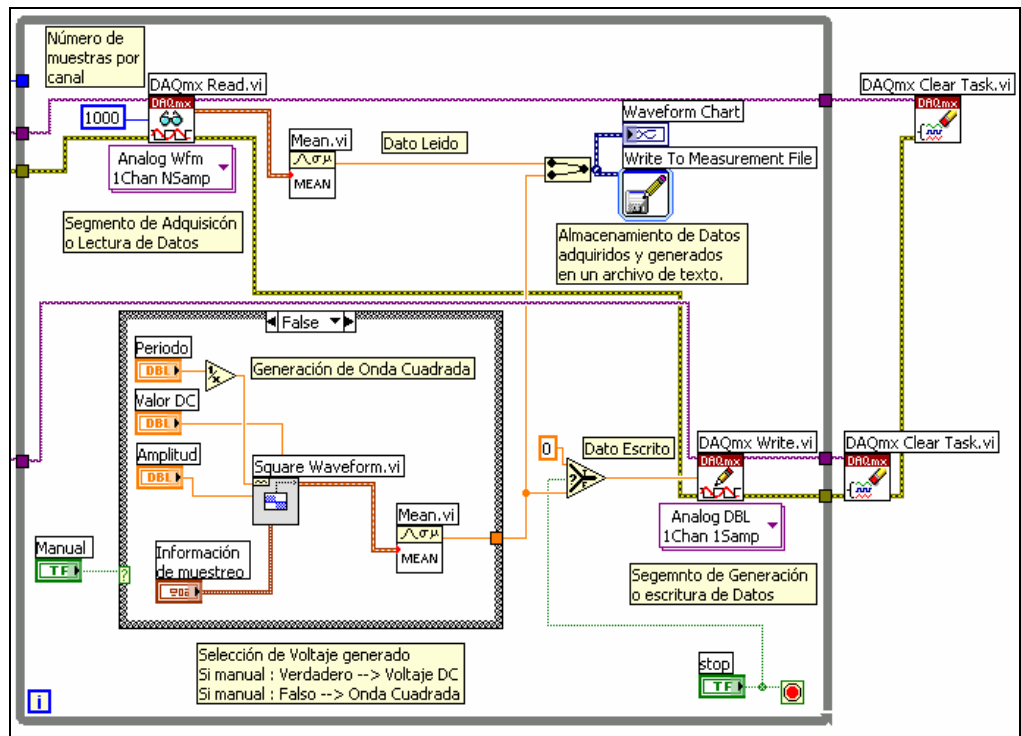 Número de
muestras por
canal
DAQmx Read.vi
DAQmx
1000
Analog Wfm
1Chan NSamp
Mean.vi
MEAN
Dato Leido
Waveform Chart
Write To Measurement File
DAQmx Clear Task.vi
DAQmx
Segmento de Adquisicón
o Lectura de Datos
Almacenamiento de Datos
adquiridos y generados
en un archivo de texto.
False
Periodo
DBL
1/x
Generación de Onda Cuadrada
Valor DC
DBL
Amplitud
DBL
Square Waveform.vi
Mean.vi
MEAN
Manual
TF
?
Información
de muestreo
0
Dato Escrito
?
DAQmx Write.vi
DAQmx
Analog DBL
1Chan 1Samp
DAQmx Clear Task.vi
DAQmx
Segemnto de Generación
o escritura de Datos
Selección de Voltaje generado
Si manual : Verdadero --> Voltaje DC
Si manual : Falso --> Onda Cuadrada
stop
TF
i